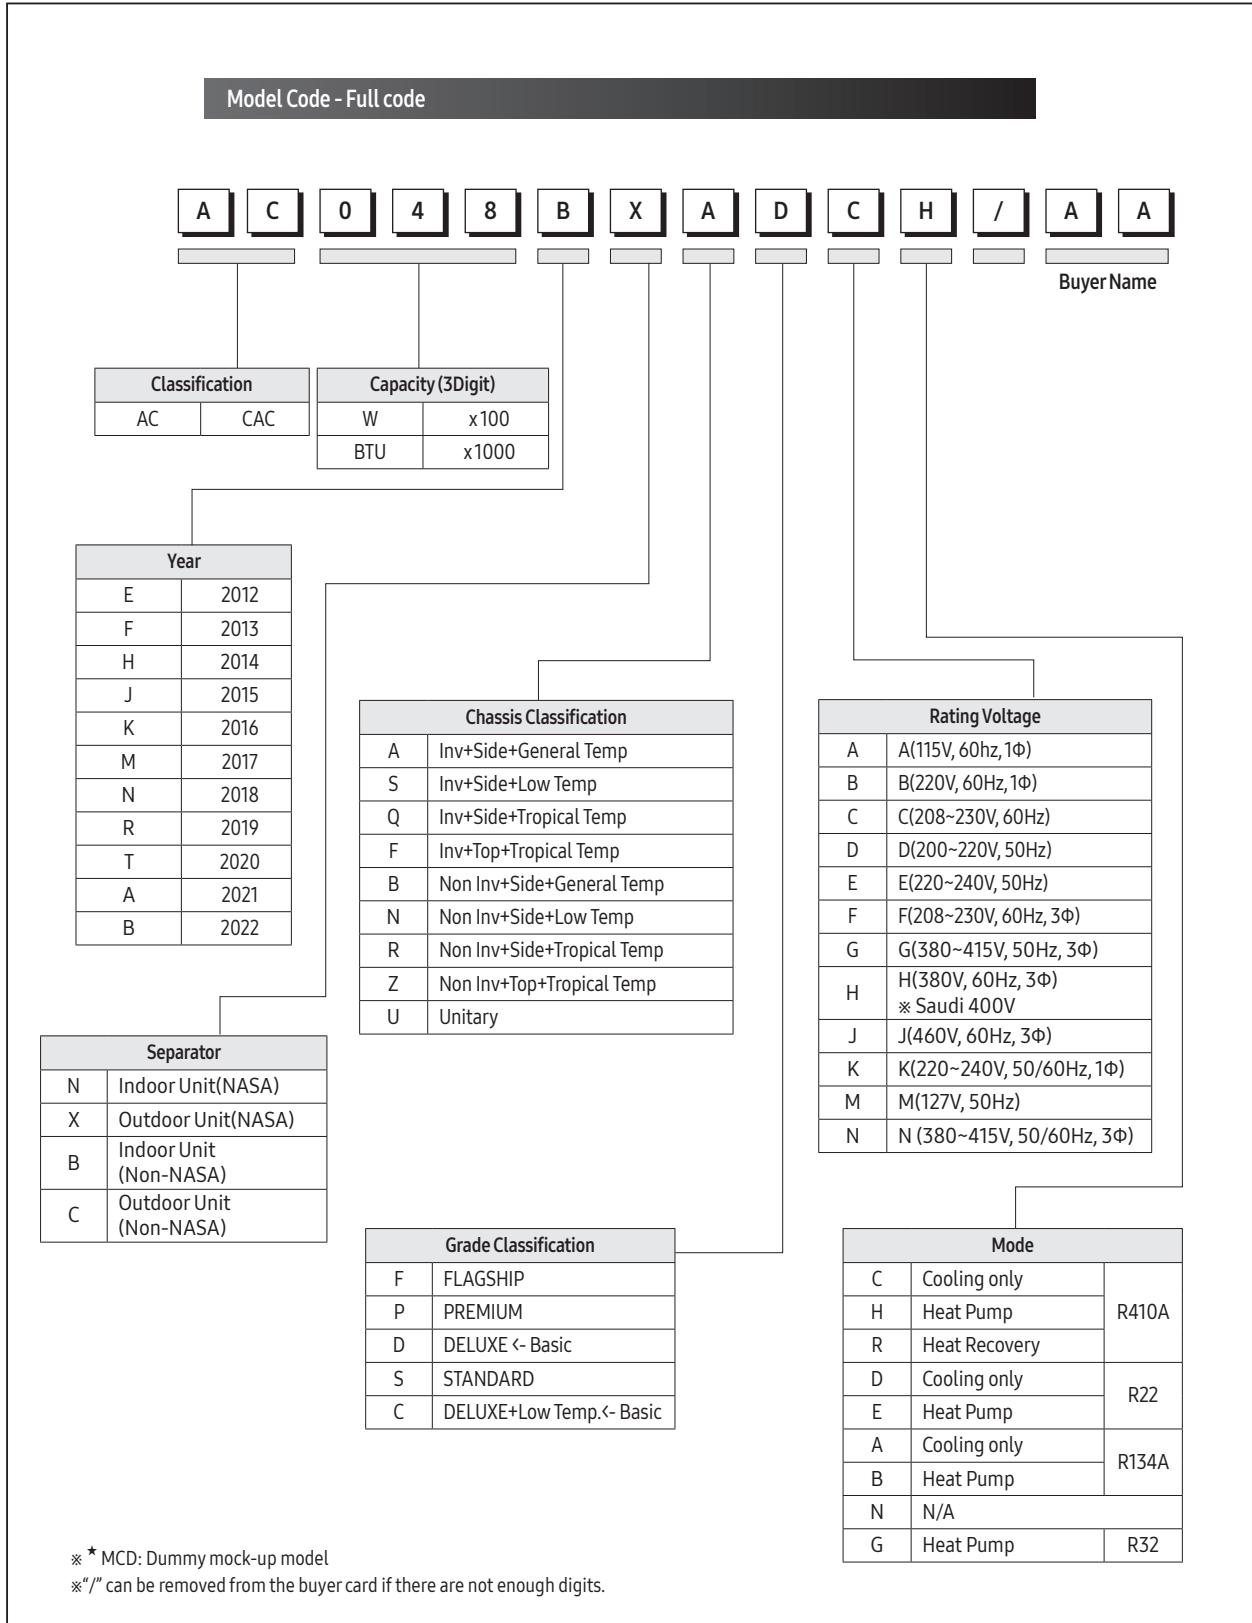 Model Code - Full code
A C 0 4 8 B X A D C H / A A
Buyer Name
Classification
AC CAC
Capacity (3Digit)
W x100
BTU x1000
Year
E 2012
F 2013
H 2014
J 2015
K 2016
M 2017
N 2018
R 2019
T 2020
A 2021
B 2022
Chassis Classification
A Inv+Side+General Temp
S Inv+Side+Low Temp
Q Inv+Side+Tropical Temp
F Inv+Top+Tropical Temp
B Non Inv+Side+General Temp
N Non Inv+Side+Low Temp
R Non Inv+Side+Tropical Temp
Z Non Inv+Top+Tropical Temp
U Unitary
Rating Voltage
A A(115V, 60hz, 1Φ)
B B(220V, 60Hz, 1Φ)
C C(208~230V, 60Hz)
D D(200~220V, 50Hz)
E E(220~240V, 50Hz)
F F(208~230V, 60Hz, 3Φ)
G G(380~415V, 50Hz, 3Φ)
H H(380V, 60Hz, 3Φ)
※ Saudi 400V
J J(460V, 60Hz, 3Φ)
K K(220~240V, 50/60Hz, 1Φ)
M M(127V, 50Hz)
N N (380~415V, 50/60Hz, 3Φ)
Separator
N Indoor Unit(NASA)
X Outdoor Unit(NASA)
B Indoor Unit
(Non-NASA)
C Outdoor Unit
(Non-NASA)
Grade Classification
F FLAGSHIP
P PREMIUM
D DELUXE <- Basic
S STANDARD
C DELUXE+Low Temp.<- Basic
Mode
C Cooling only
H Heat Pump R410A
R Heat Recovery
D Cooling only R22
E Heat Pump
A Cooling only R134A
B Heat Pump
N N/A
G Heat Pump R32
※ ★ MCD: Dummy mock-up model
※"/" can be removed from the buyer card if there are not enough digits.